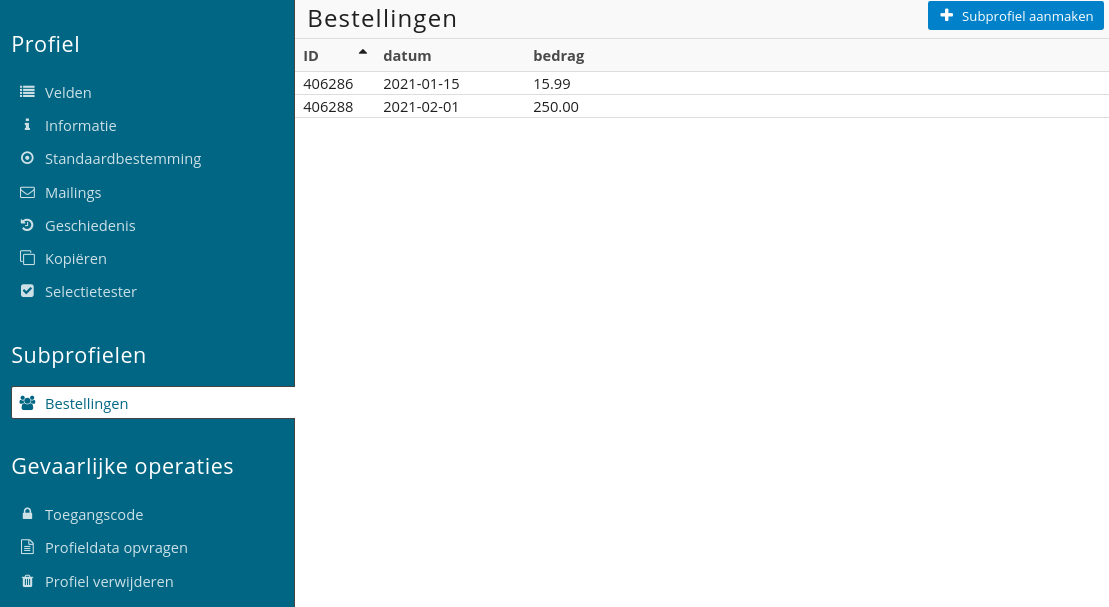 Profiel
Velden
Informatie
Standaardbestemming
Mailings
Geschiedenis
Kopiëren
Selectietester
Subprofielen
Bestellingen
Gevaarlijke operaties
Toegangscode
Profieldata opvragen
Profiel verwijderen
Bestellingen
Subprofiel aanmaken
ID datum bedrag
406286 2021-01-15 15.99
406288 2021-02-01 250.00